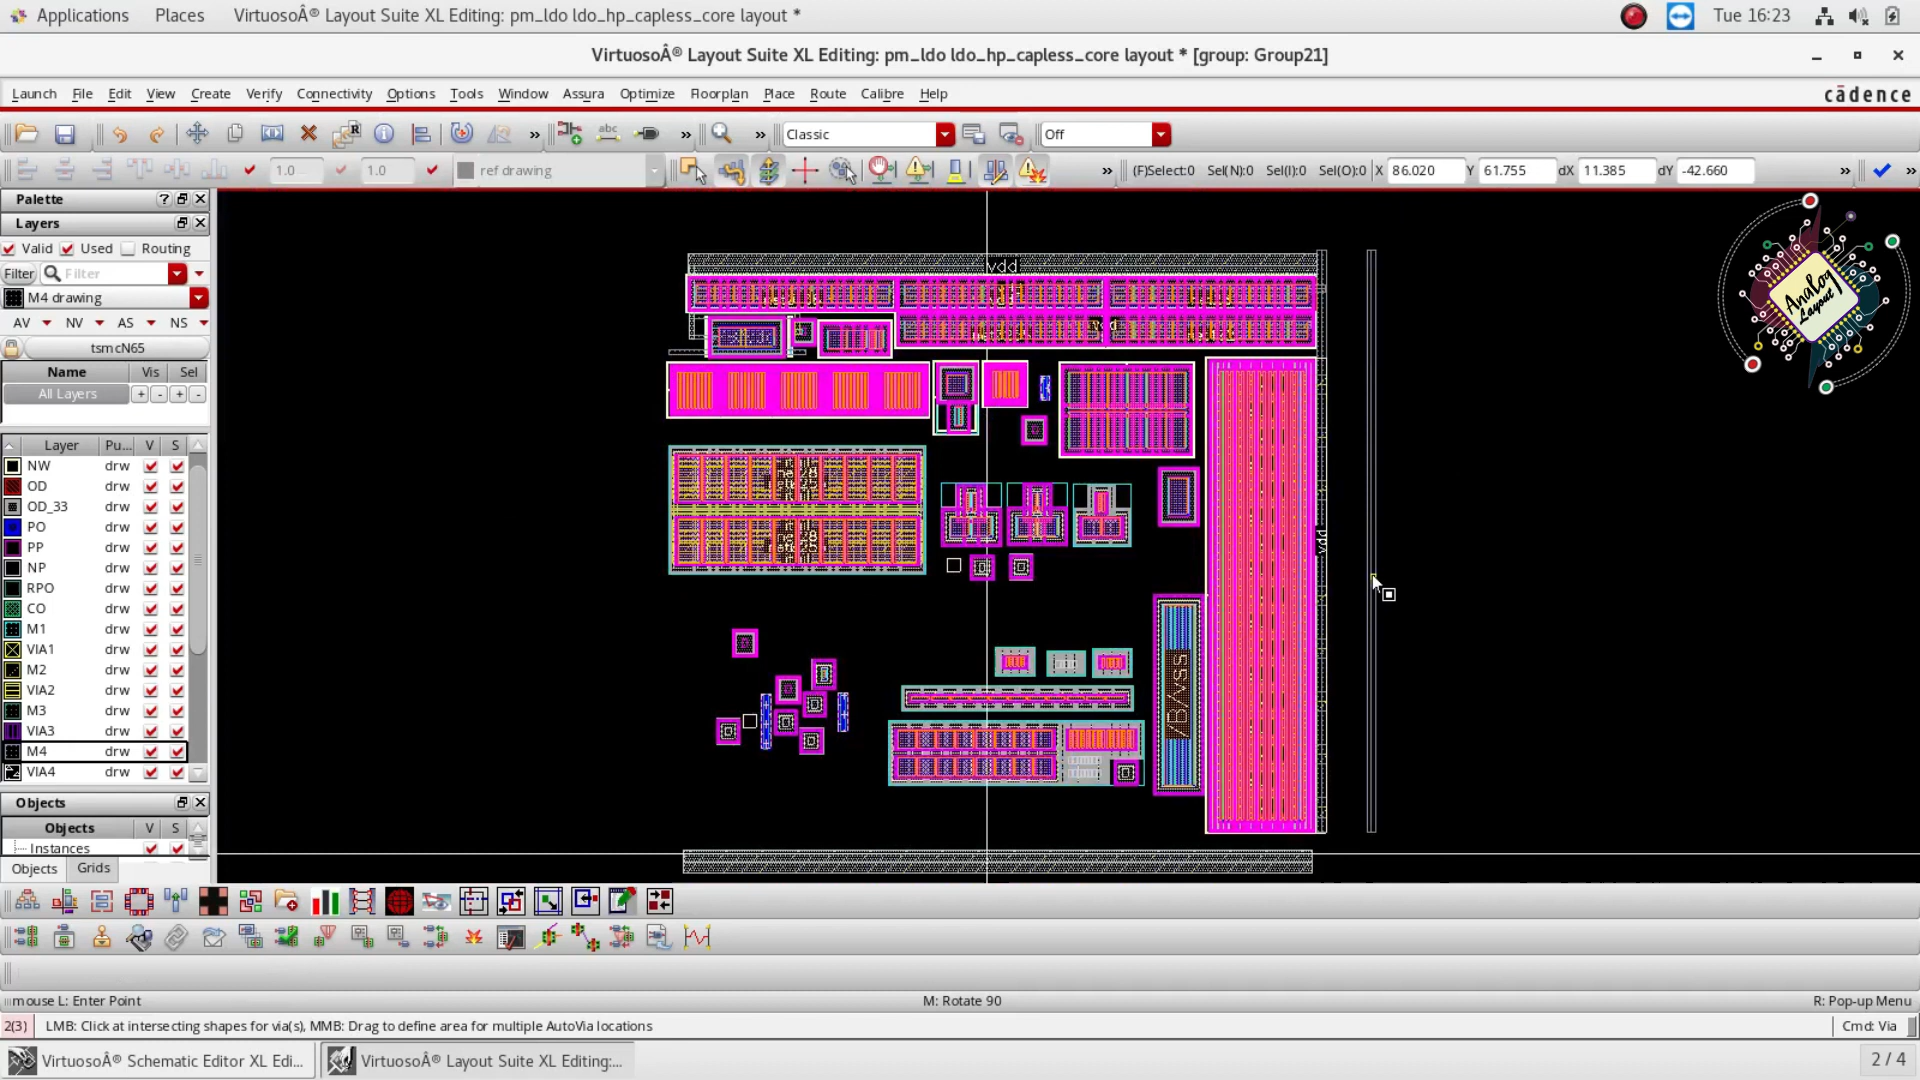 Applications Places VirtuosoÂ® Layout Suite XL Editing: pm_ldo ldo_hp_capless_core layout * Tue 16:23
VirtuosoÂ® Layout Suite XL Editing: pm_ldo ldo_hp_capless_core layout * [group: Group21]
Launch File Edit View Create Verify Connectivity Options Tools Window Assura Optimize Floorplan Place Route Calibre Help cādence
Classic Off
1.0 1.0 ref drawing (F)Select:0 Sel(N):0 Sel(I):0 Sel(O):0 X 86.020 Y 61.755 dX 11.385 dY -42.660
Palette
Layers
Valid Used Routing
Filter Filter
M4 drawing
AV NV AS NS
tsmcN65
Name Vis Sel
All Layers + - + -
Layer Pu... V S
NW drw
OD drw
OD_33 drw
PO drw
PP drw
NP drw
RPO drw
CO drw
M1 drw
VIA1 drw
M2 drw
VIA2 drw
M3 drw
VIA3 drw
M4 drw
VIA4 drw
Objects
Objects V S
Instances
Objects Grids
vdd
vdd
VB/vss
Analog
Layout
mouse L: Enter Point M: Rotate 90 R: Pop-up Menu
2(3) LMB: Click at intersecting shapes for via(s), MMB: Drag to define area for multiple AutoVia locations Cmd: Via
VirtuosoÂ® Schematic Editor XL Edi... VirtuosoÂ® Layout Suite XL Editing:... 2 / 4